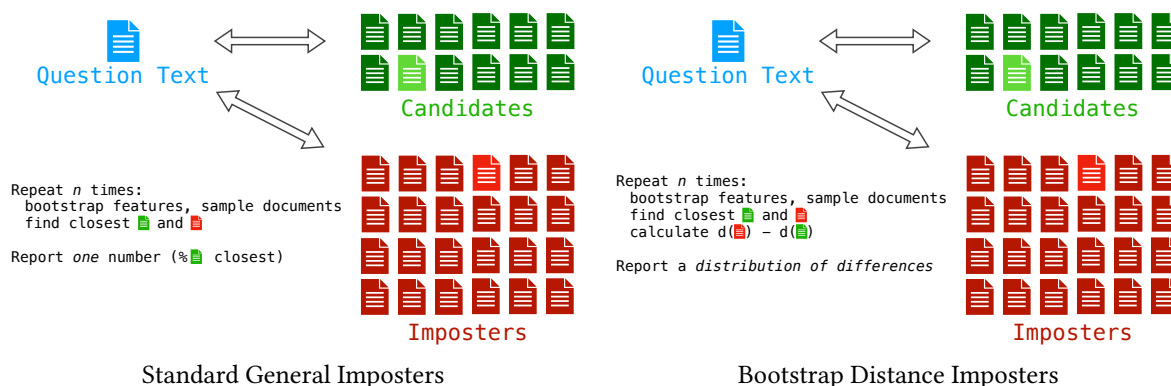 Question Text
Candidates
Repeat n times:
bootstrap features, sample documents
find closest and
Report one number (% closest)
Imposters
Standard General Imposters
Question Text
Candidates
Repeat n times:
bootstrap features, sample documents
find closest and
calculate d( ) − d( )
Report a distribution of differences
Imposters
Bootstrap Distance Imposters